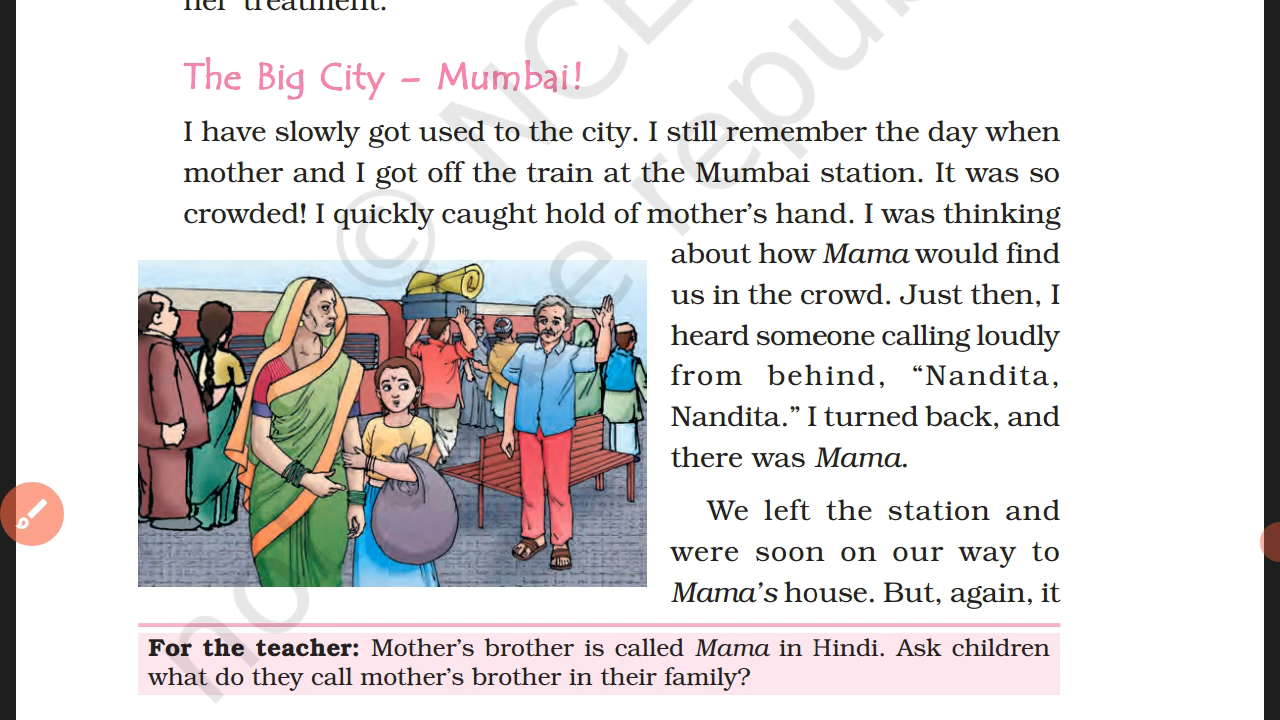 her treatment.
The Big City – Mumbai!
I have slowly got used to the city. I still remember the day when
mother and I got off the train at the Mumbai station. It was so
crowded! I quickly caught hold of mother's hand. I was thinking
about how Mama would find
us in the crowd. Just then, I
heard someone calling loudly
from behind, “Nandita,
Nandita.” I turned back, and
there was Mama.
We left the station and
were soon on our way to
Mama's house. But, again, it
For the teacher: Mother's brother is called Mama in Hindi. Ask children
what do they call mother's brother in their family?
© NCE
no e republ